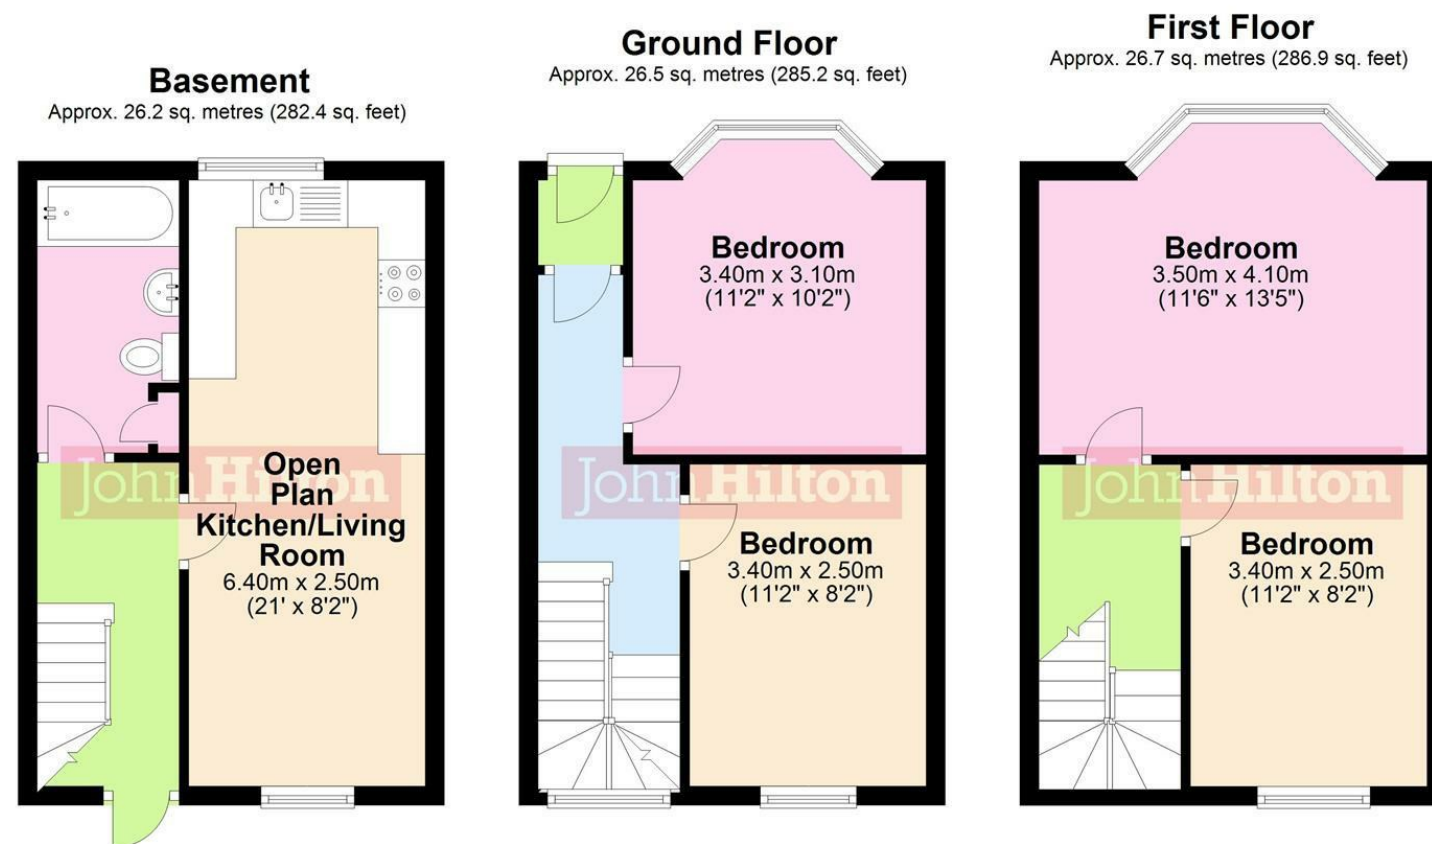 Basement
Approx. 26.2 sq. metres (282.4 sq. feet)
Open
Plan
Kitchen/Living
Room
6.40m x 2.50m
(21' x 8'2")
John Hilton
Ground Floor
Approx. 26.5 sq. metres (285.2 sq. feet)
Bedroom
3.40m x 3.10m
(11'2" x 10'2")
John Hilton
Bedroom
3.40m x 2.50m
(11'2" x 8'2")
First Floor
Approx. 26.7 sq. metres (286.9 sq. feet)
Bedroom
3.50m x 4.10m
(11'6" x 13'5")
John Hilton
Bedroom
3.40m x 2.50m
(11'2" x 8'2")